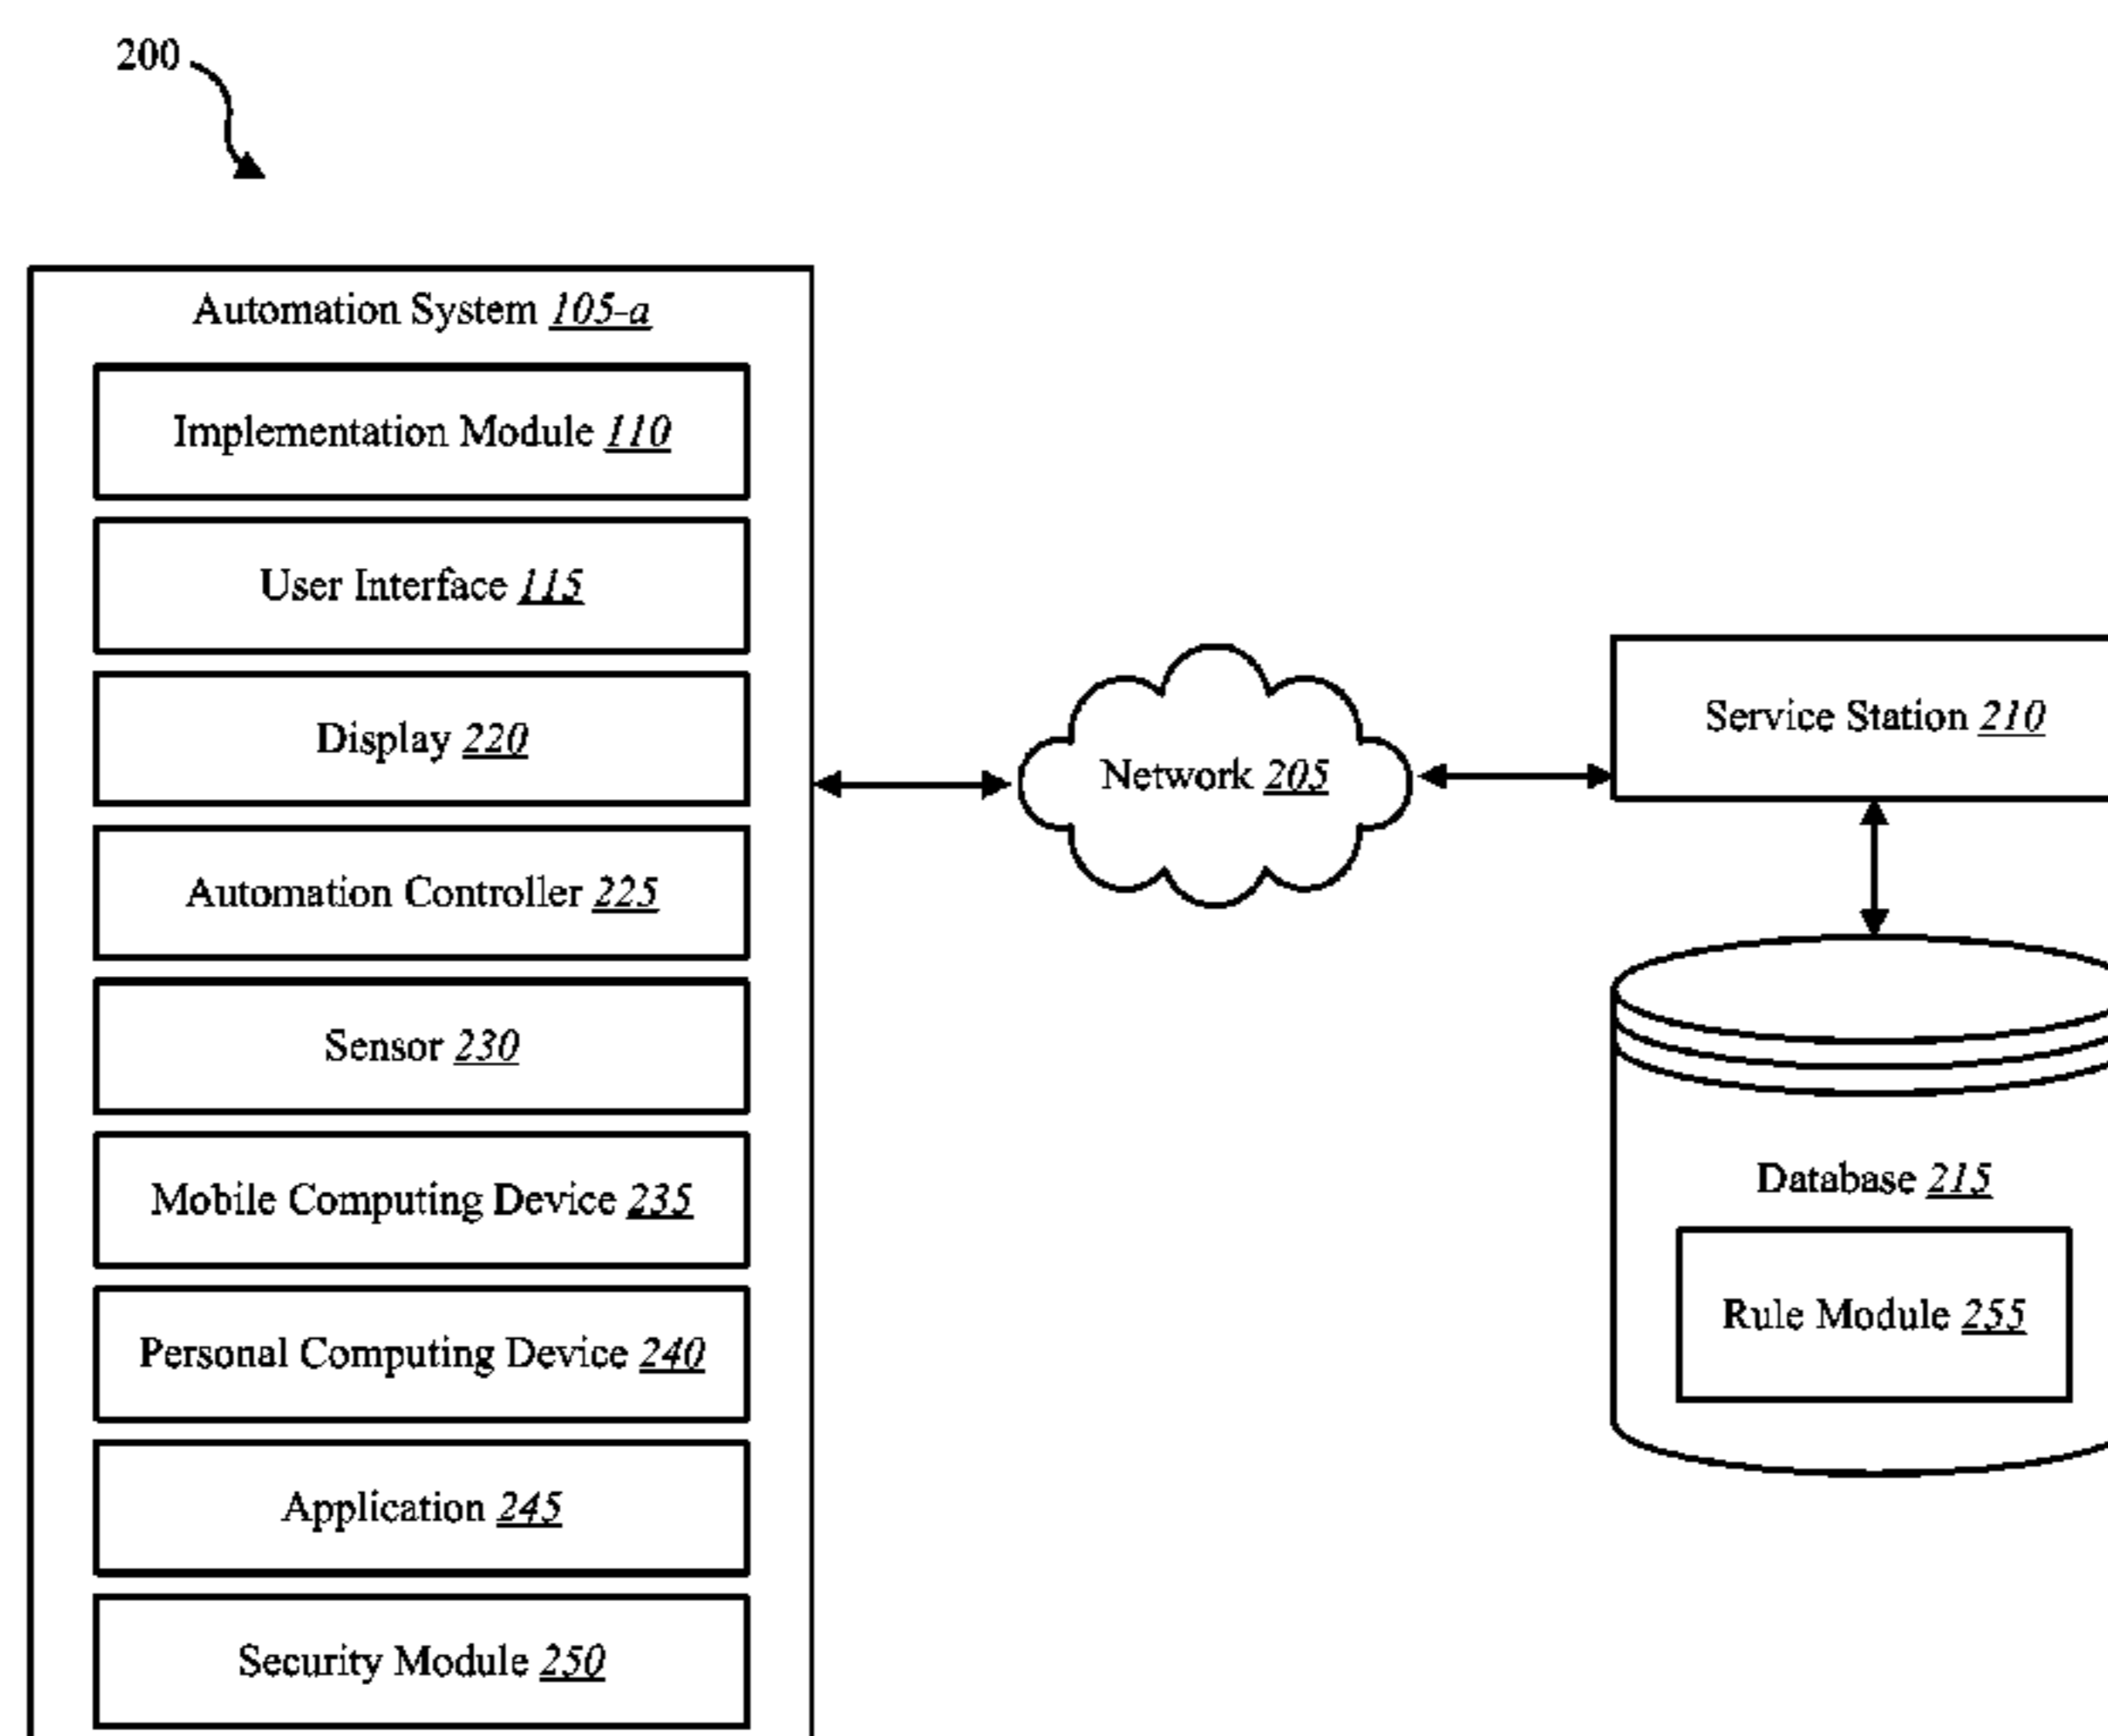 200
Automation System 105-a
Implementation Module 110
User Interface 115
Display 220
Automation Controller 225
Sensor 230
Mobile Computing Device 235
Personal Computing Device 240
Application 245
Security Module 250
Network 205
Service Station 210
Database 215
Rule Module 255